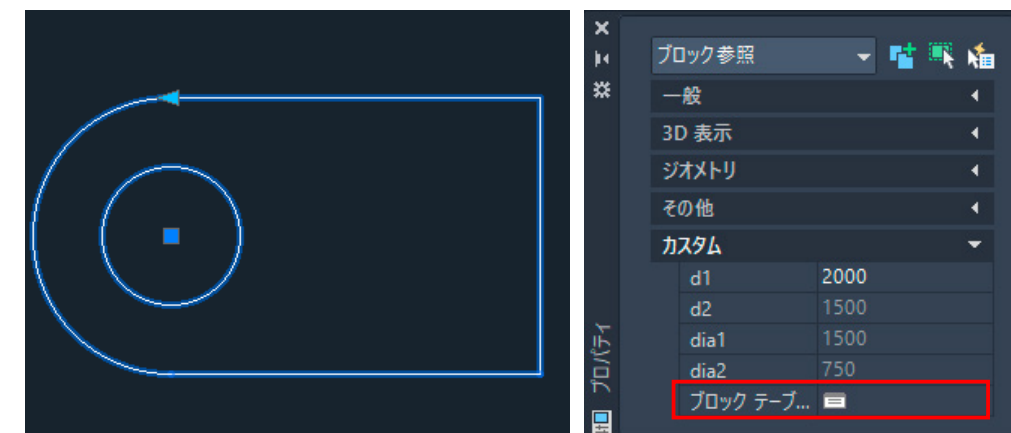 ブロック参照
一般
3D 表示
ジオメトリ
その他
カスタム
d1 2000
d2 1500
dia1 1500
dia2 750
ブロック テーブ...
プロパティ